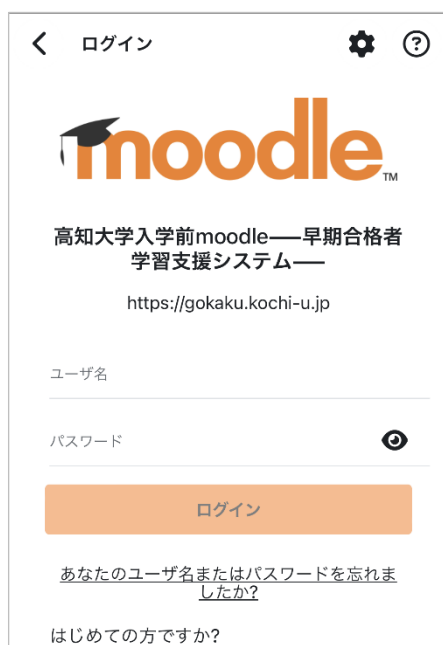 ログイン
moodle™
高知大学入学前moodle――早期合格者
学習支援システム――
https://gokaku.kochi-u.jp
ユーザ名
パスワード
ログイン
あなたのユーザ名またはパスワードを忘れま
したか?
はじめての方ですか?